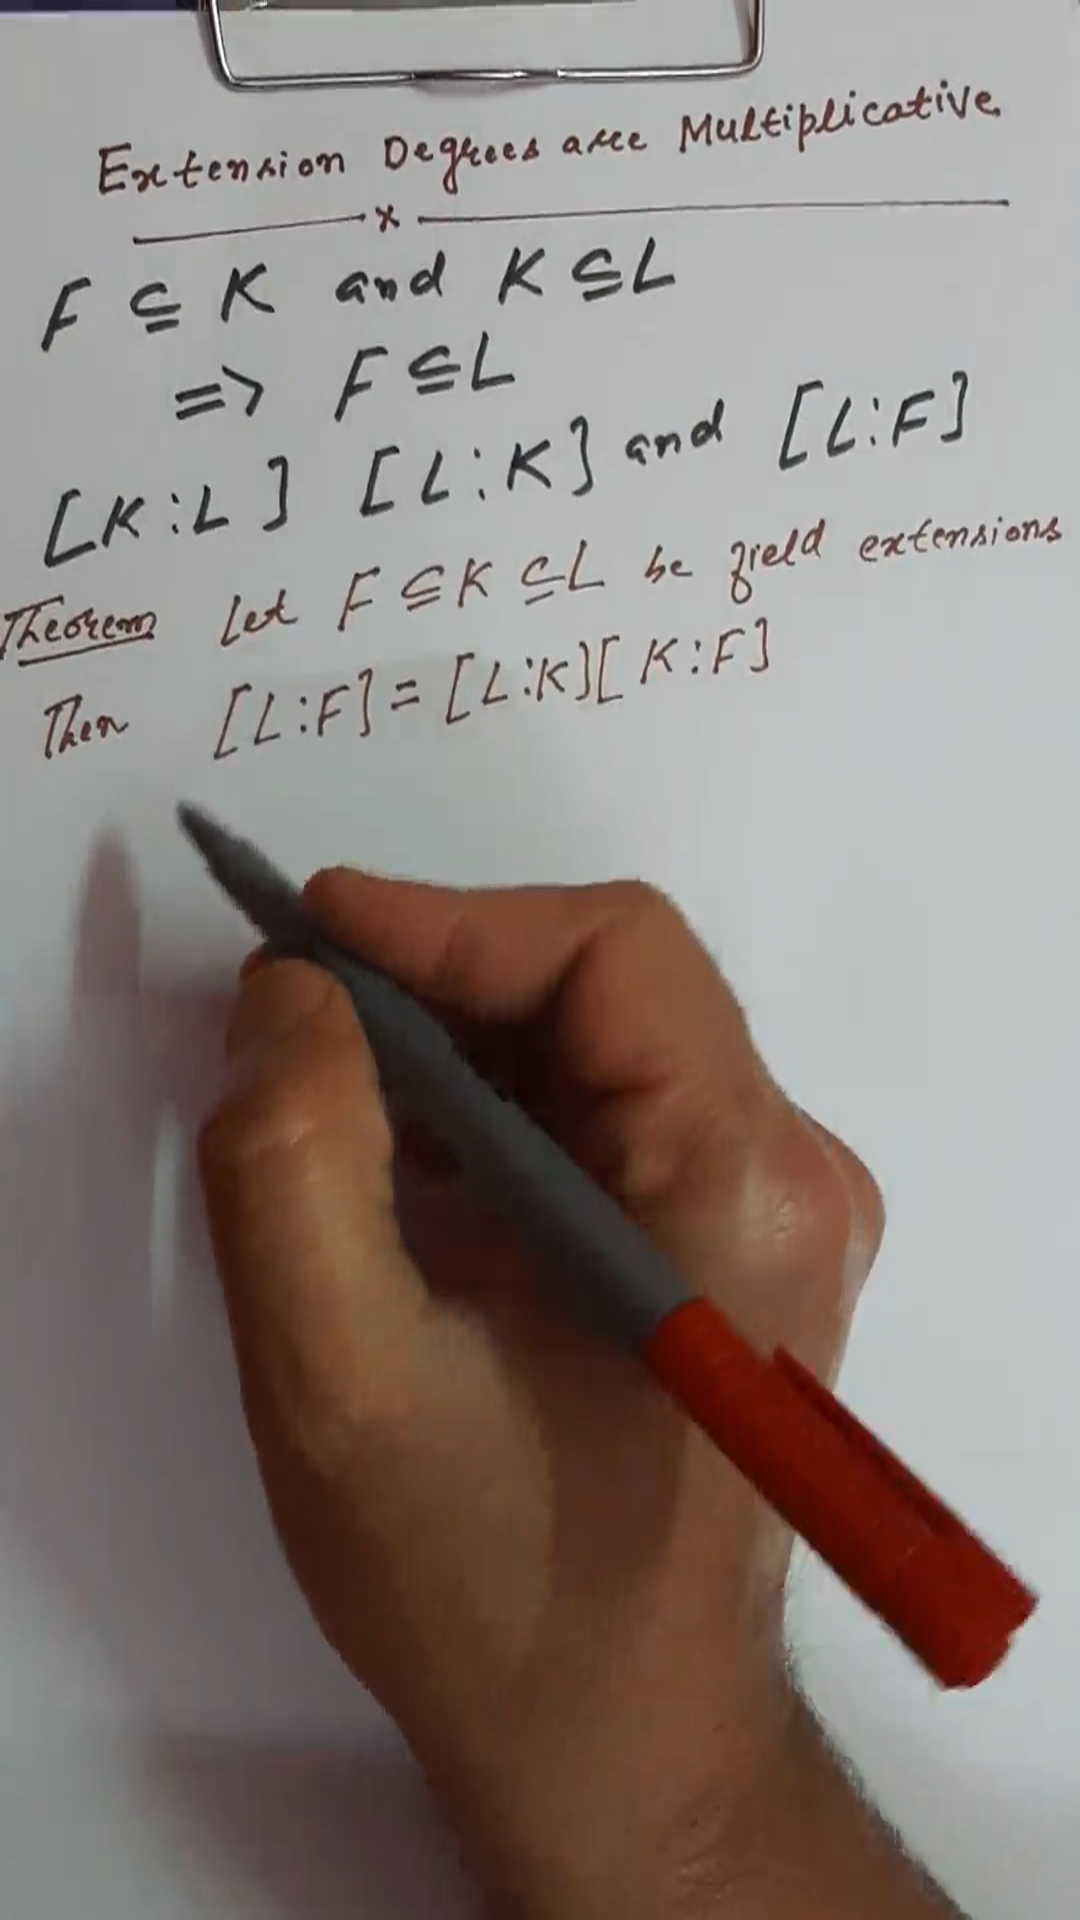 Extension Degrees are Multiplicative
x
F ⊆ K and K ⊆ L
=> F ⊆ L
[K:L] [L:K] and [L:F]
Theorem Let F ⊆ K ⊆ L be field extensions
Then [L:F] = [L:K][K:F]